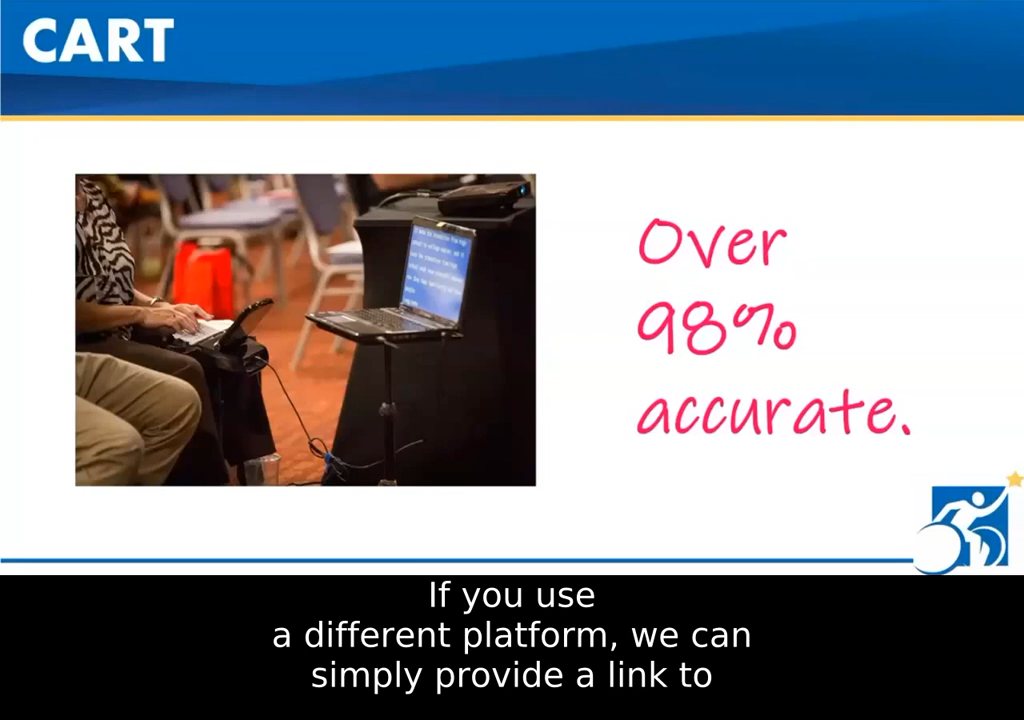 CART
Over
98%
accurate.
If you use
a different platform, we can
simply provide a link to